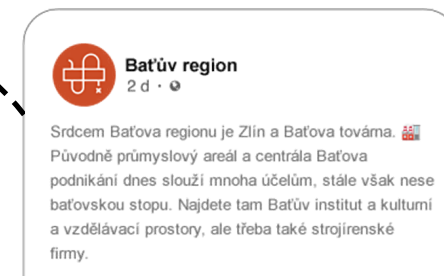 Baťův region
2 d ·
Srdcem Baťova regionu je Zlín a Baťova továrna. 🏭
Původně průmyslový areál a centrála Baťova
podnikání dnes slouží mnoha účelům, stále však nese
baťovskou stopu. Najdete tam Baťův institut a kulturní
a vzdělávací prostory, ale třeba také strojírenské
firmy.